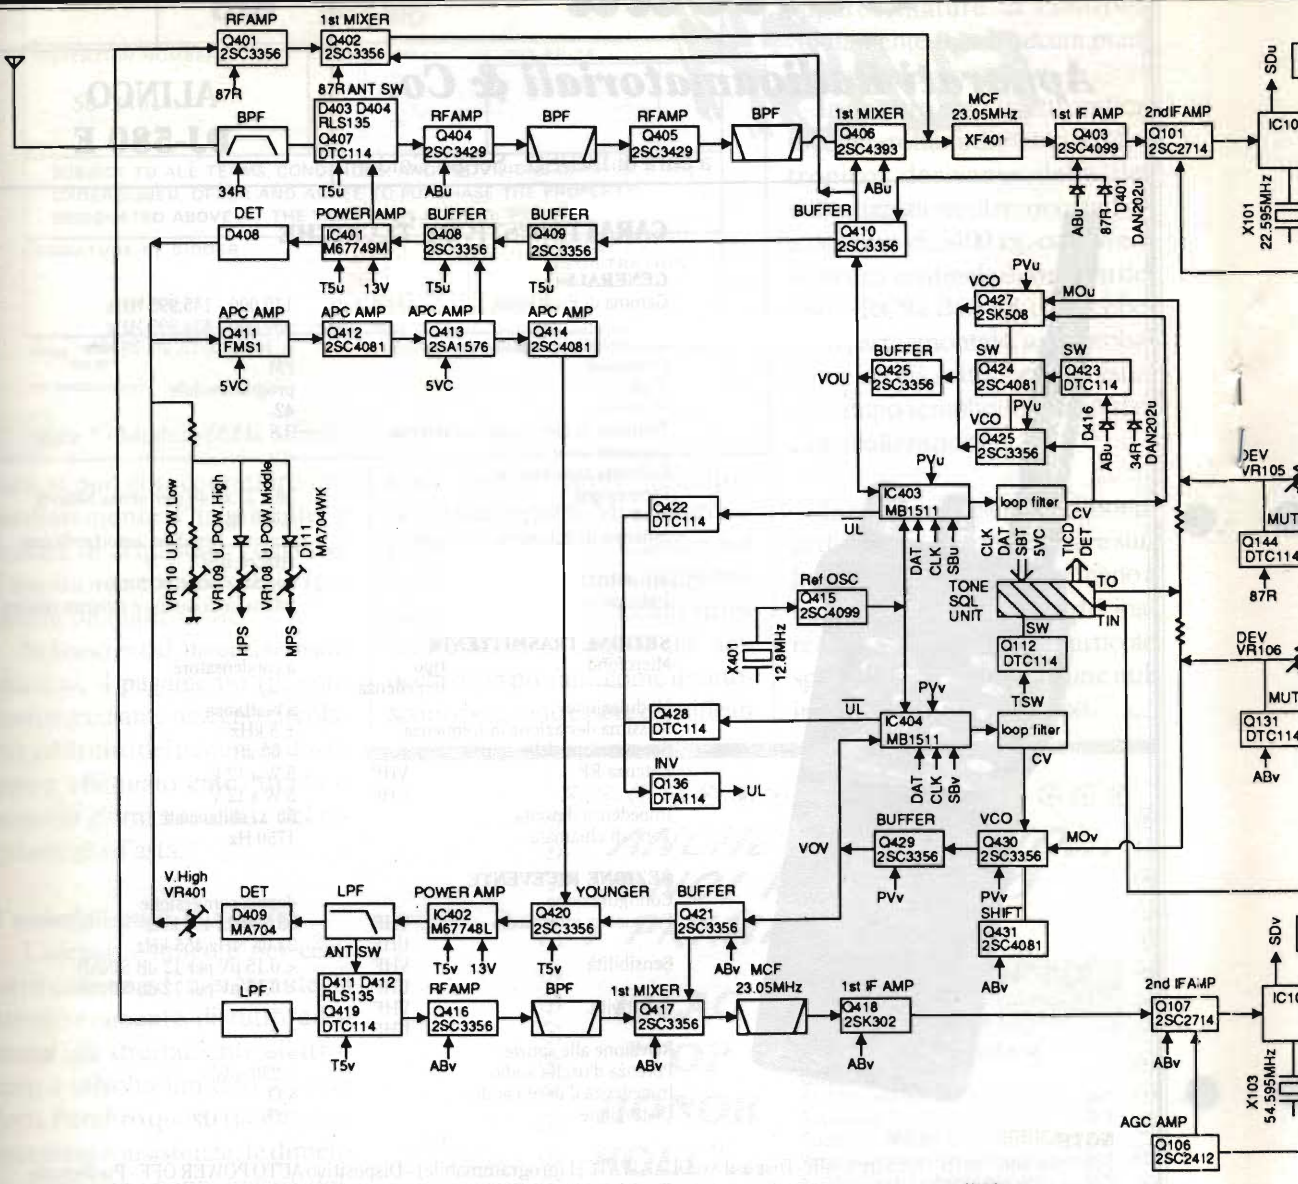 RFAMP
Q401
2SC3356
87R
1st MIXER
Q402
2SC3356
87R
ANT SW
D403 D404
RLS135
Q407
DTC114
T5u
BPF
34R
RFAMP
Q404
2SC3429
ABu
BPF
RFAMP
Q405
2SC3429
BPF
1st MIXER
Q406
2SC4393
ABu
MCF
23.05MHz
XF401
1st IF AMP
Q403
2SC4099
ABu
87R
D401
DAN202u
2ndIFAMP
Q101
2SC2714
SDu
IC10
X101
22.595MHz
DET
D408
POWER AMP
IC401
M67749M
T5u
13V
BUFFER
Q408
2SC3356
T5u
BUFFER
Q409
2SC3356
T5u
BUFFER
Q410
2SC3356
APC AMP
Q411
FMS1
5VC
APC AMP
Q412
2SC4081
APC AMP
Q413
2SA1576
5VC
APC AMP
Q414
2SC4081
PVu
VCO
Q427
2SK508
MOu
BUFFER
Q425
2SC3356
VOU
SW
Q424
2SC4081
SW
Q423
DTC114
PVu
VCO
Q425
2SC3356
D416
ABu
34R
DAN202u
VR110 U.POW.Low
VR109 U.POW.High
VR108 U.POW.Middle
D111
MA704WK
HPS
MPS
PVu
IC403
MB1511
loop filter
CV
UL
DAT
CLK
SBu
Q422
DTC114
CLK
DAT
SBT
5VC
TICD
DET
TONE
SQL
UNIT
TO
TIN
SW
Q112
DTC114
TSW
Ref OSC
Q415
2SC4099
X401
12.8MHz
DEV
VR105
MUT
Q144
DTC114
87R
DEV
VR106
MUT
Q131
DTC114
ABv
PVv
IC404
MB1511
loop filter
CV
UL
DAT
CLK
SBv
Q428
DTC114
INV
Q136
DTA114
UL
BUFFER
Q429
2SC3356
PVv
VOV
VCO
Q430
2SC3356
MOv
PVv
SHIFT
Q431
2SC4081
ABv
V.High
VR401
DET
D409
MA704
LPF
POWER AMP
IC402
M67748L
T5v
13V
YOUNGER
Q420
2SC3356
T5v
BUFFER
Q421
2SC3356
ABv
LPF
ANT SW
D411 D412
RLS135
Q419
DTC114
T5v
RFAMP
Q416
2SC3356
ABv
BPF
1st MIXER
Q417
2SC3356
ABv
MCF
23.05MHz
1st IF AMP
Q418
2SK302
ABv
2nd IFAMP
Q107
2SC2714
ABv
SDv
IC10
X103
54.595MHz
AGC AMP
Q106
2SC2412